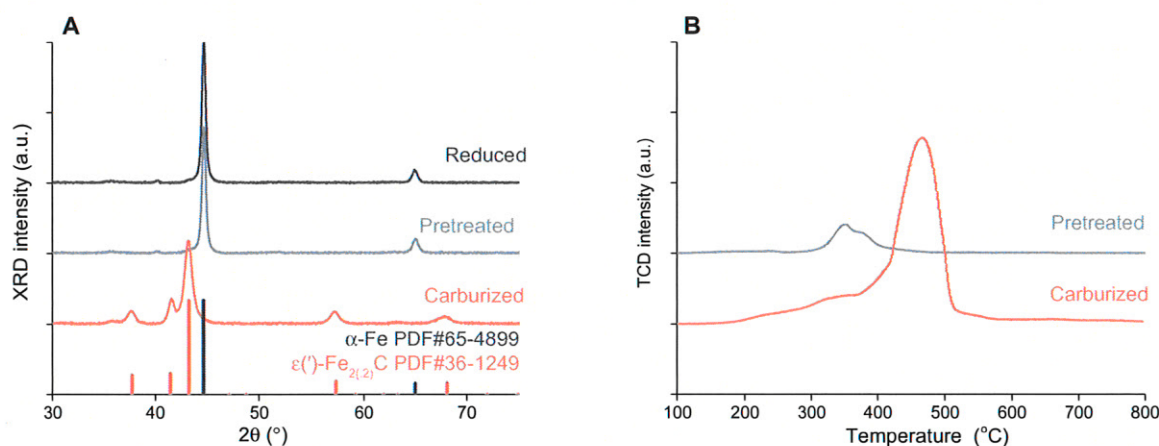 A
XRD intensity (a.u.)
Reduced
Pretreated
Carburized
α-Fe PDF#65-4899
ε(')-Fe2(.2)C PDF#36-1249
30 40 50 60 70
2θ (°)
B
TCD intensity (a.u.)
Pretreated
Carburized
100 200 300 400 500 600 700 800
Temperature (°C)